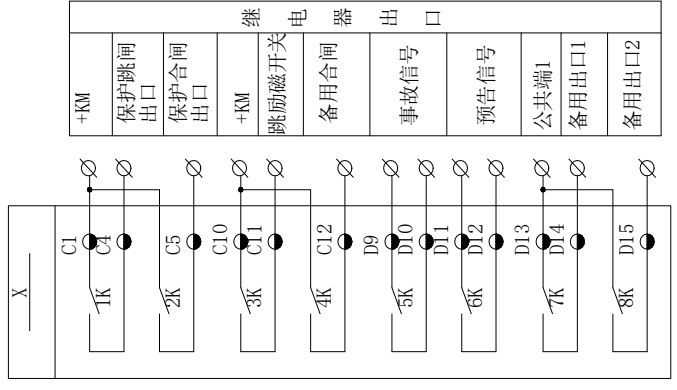 继电器出口
+KM
保护跳闸
出口
保护合闸
出口
+KM
跳励磁开关
备用合闸
事故信号
预告信号
公共端1
备用出口1
备用出口2
X
C1
C4
C5
C10
C11
C12
D9
D10
D11
D12
D13
D14
D15
1K
2K
3K
4K
5K
6K
7K
8K